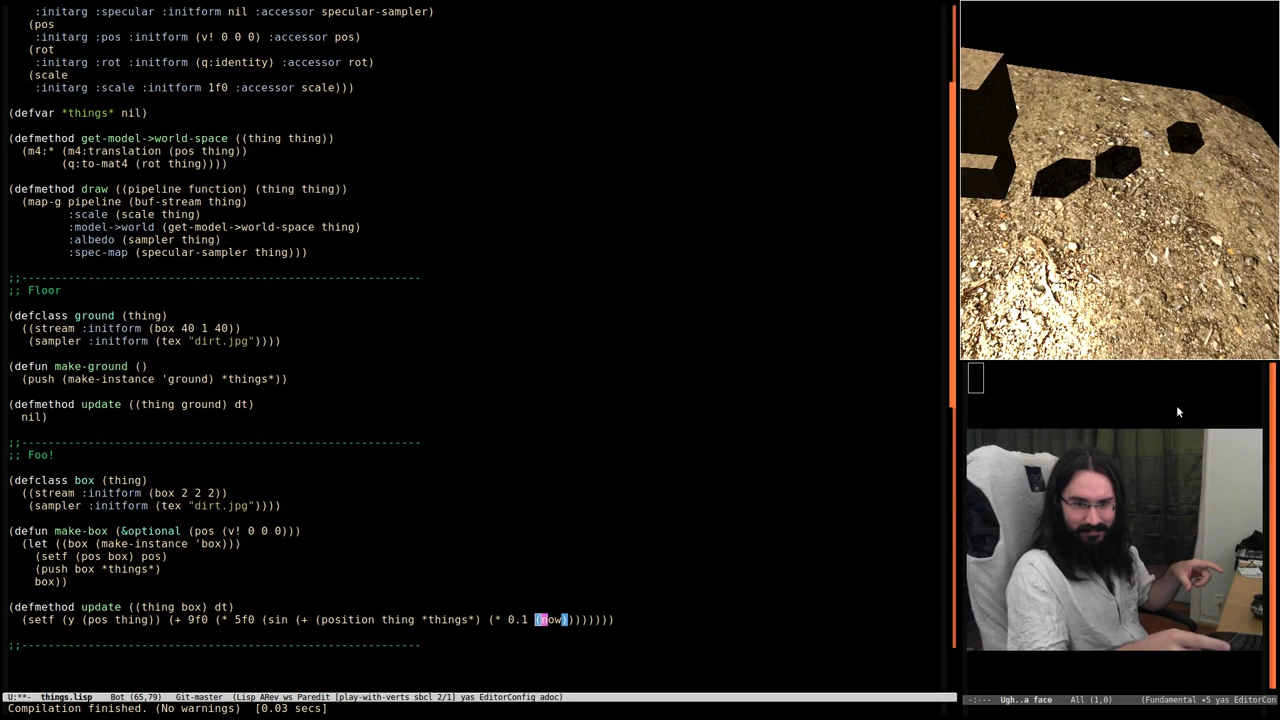 :initarg :specular :initform nil :accessor specular-sampler)
   (pos
    :initarg :pos :initform (v! 0 0 0) :accessor pos)
   (rot
    :initarg :rot :initform (q:identity) :accessor rot)
   (scale
    :initarg :scale :initform 1f0 :accessor scale)))
(defvar *things* nil)
(defmethod get-model->world-space ((thing thing))
  (m4:* (m4:translation (pos thing))
        (q:to-mat4 (rot thing))))
(defmethod draw ((pipeline function) (thing thing))
  (map-g pipeline (buf-stream thing)
         :scale (scale thing)
         :model->world (get-model->world-space thing)
         :albedo (sampler thing)
         :spec-map (specular-sampler thing)))
;;------------------------------------------------------------
;; Floor
(defclass ground (thing)
  ((stream :initform (box 40 1 40))
   (sampler :initform (tex "dirt.jpg"))))
(defun make-ground ()
  (push (make-instance 'ground) *things*))
(defmethod update ((thing ground) dt)
  nil)
;;------------------------------------------------------------
;; Foo!
(defclass box (thing)
  ((stream :initform (box 2 2 2))
   (sampler :initform (tex "dirt.jpg"))))
(defun make-box (&optional (pos (v! 0 0 0)))
  (let ((box (make-instance 'box)))
    (setf (pos box) pos)
    (push box *things*)
    box))
(defmethod update ((thing box) dt)
  (setf (y (pos thing)) (+ 9f0 (* 5f0 (sin (+ (position thing *things*) (* 0.1 (now))))))))
;;------------------------------------------------------------
U:**-  things.lisp    Bot (65,79)   Git-master  (Lisp ARev ws Paredit [play-with-verts sbcl 2/1] yas EditorConfig adoc)
-:---  Ugh..a face    All (1,0)     (Fundamental +5 yas EditorCon
Compilation finished. (No warnings)  [0.03 secs]